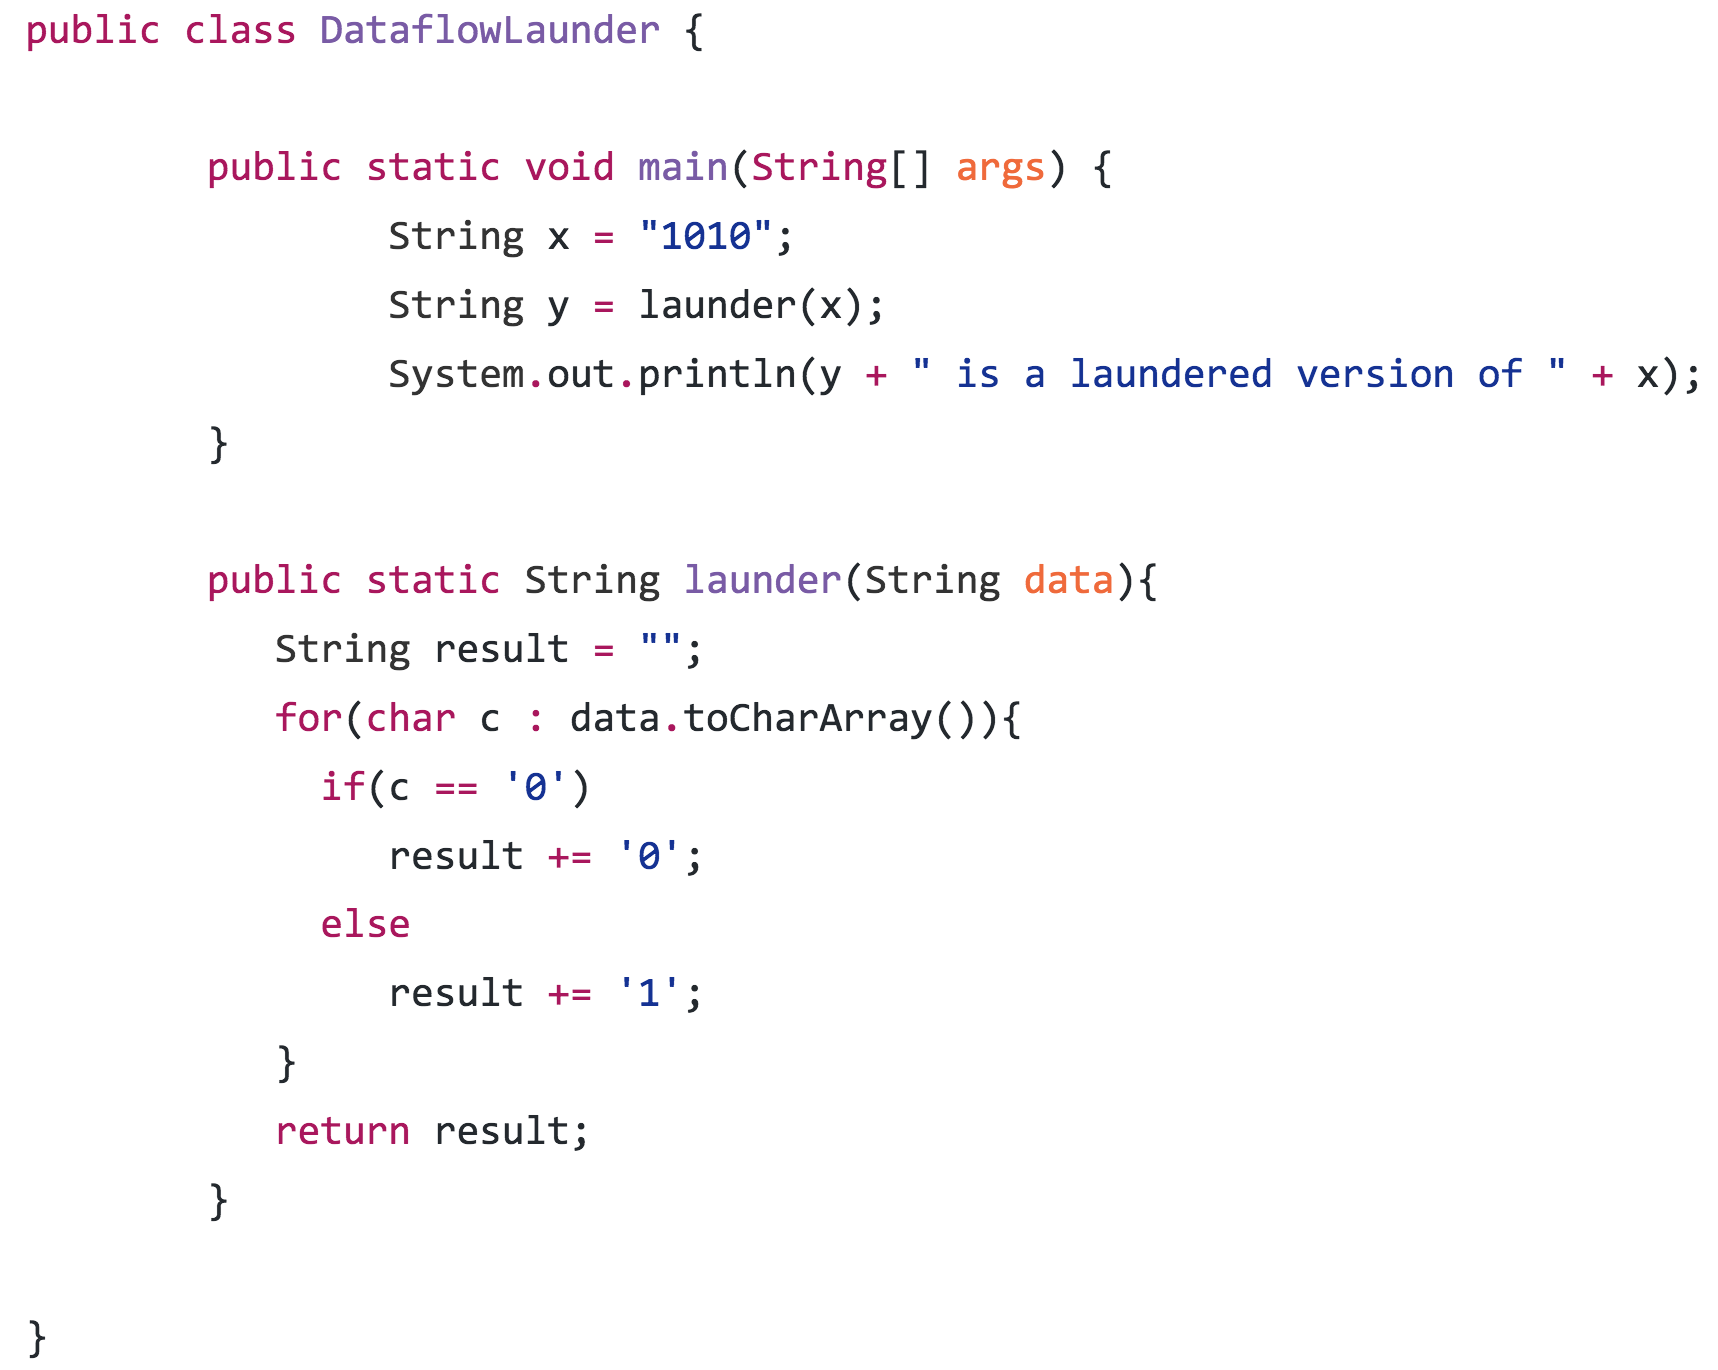 public class DataflowLaunder {
public static void main(String[] args) {
String x = "1010";
String y = launder(x);
System.out.println(y + " is a laundered version of " + x);
}
public static String launder(String data){
String result = "";
for(char c : data.toCharArray()){
if(c == '0')
result += '0';
else
result += '1';
}
return result;
}
}